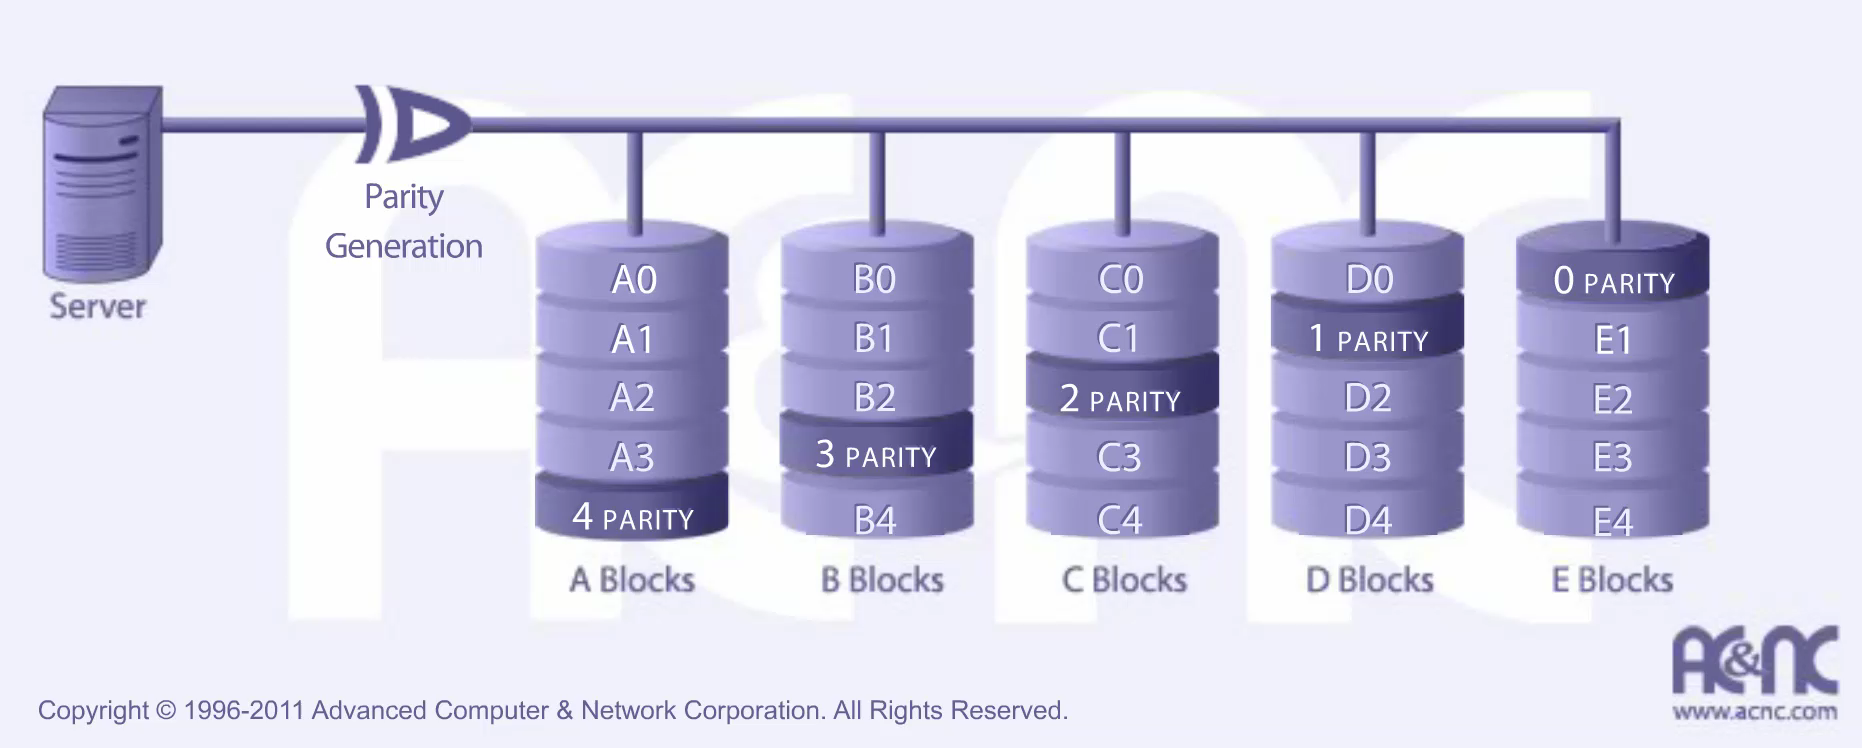 Parity
Generation
Server
A0
B0
C0
D0
0 PARITY
A1
B1
C1
1 PARITY
E1
A2
B2
2 PARITY
D2
E2
A3
3 PARITY
C3
D3
E3
4 PARITY
B4
C4
D4
E4
A Blocks
B Blocks
C Blocks
D Blocks
E Blocks
AC&NC
www.acnc.com
Copyright © 1996-2011 Advanced Computer & Network Corporation. All Rights Reserved.